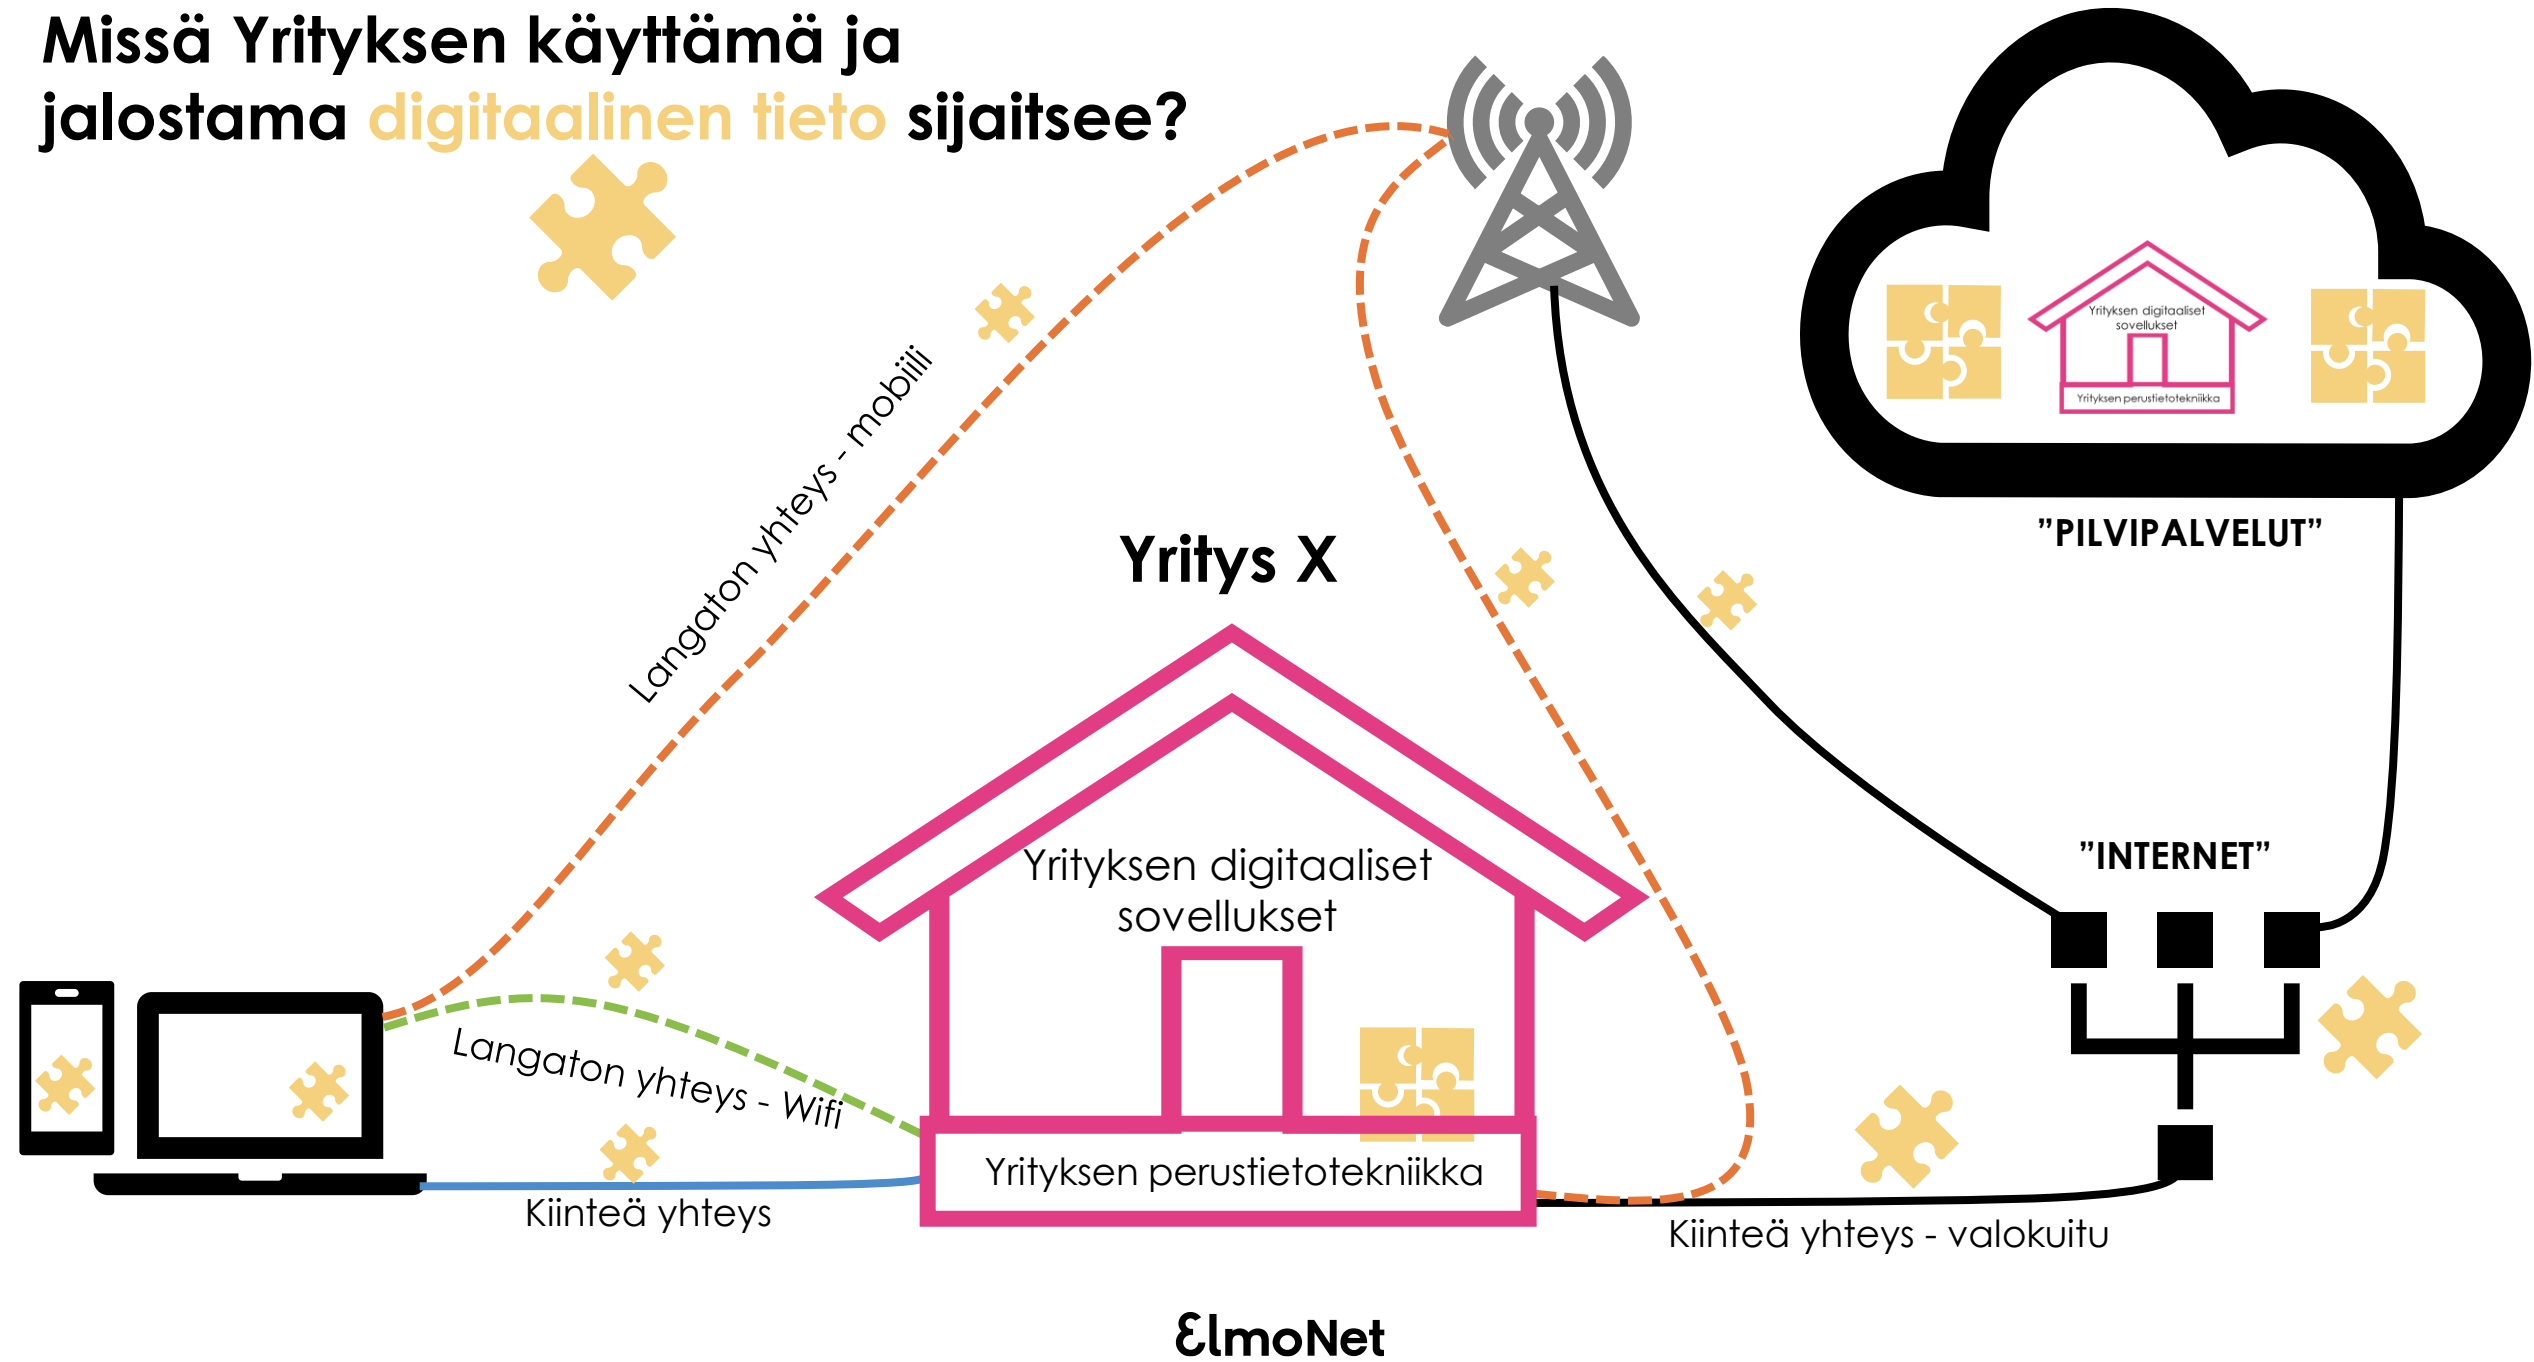 Missä Yrityksen käyttämä ja
jalostama digitaalinen tieto sijaitsee?
Yrityksen digitaaliset
sovellukset
Yrityksen perustietotekniikka
"PILVIPALVELUT"
Langaton yhteys - mobiili
Yritys X
"INTERNET"
Yrityksen digitaaliset
sovellukset
Langaton yhteys - Wifi
Yrityksen perustietotekniikka
Kiinteä yhteys
Kiinteä yhteys - valokuitu
ElmoNet